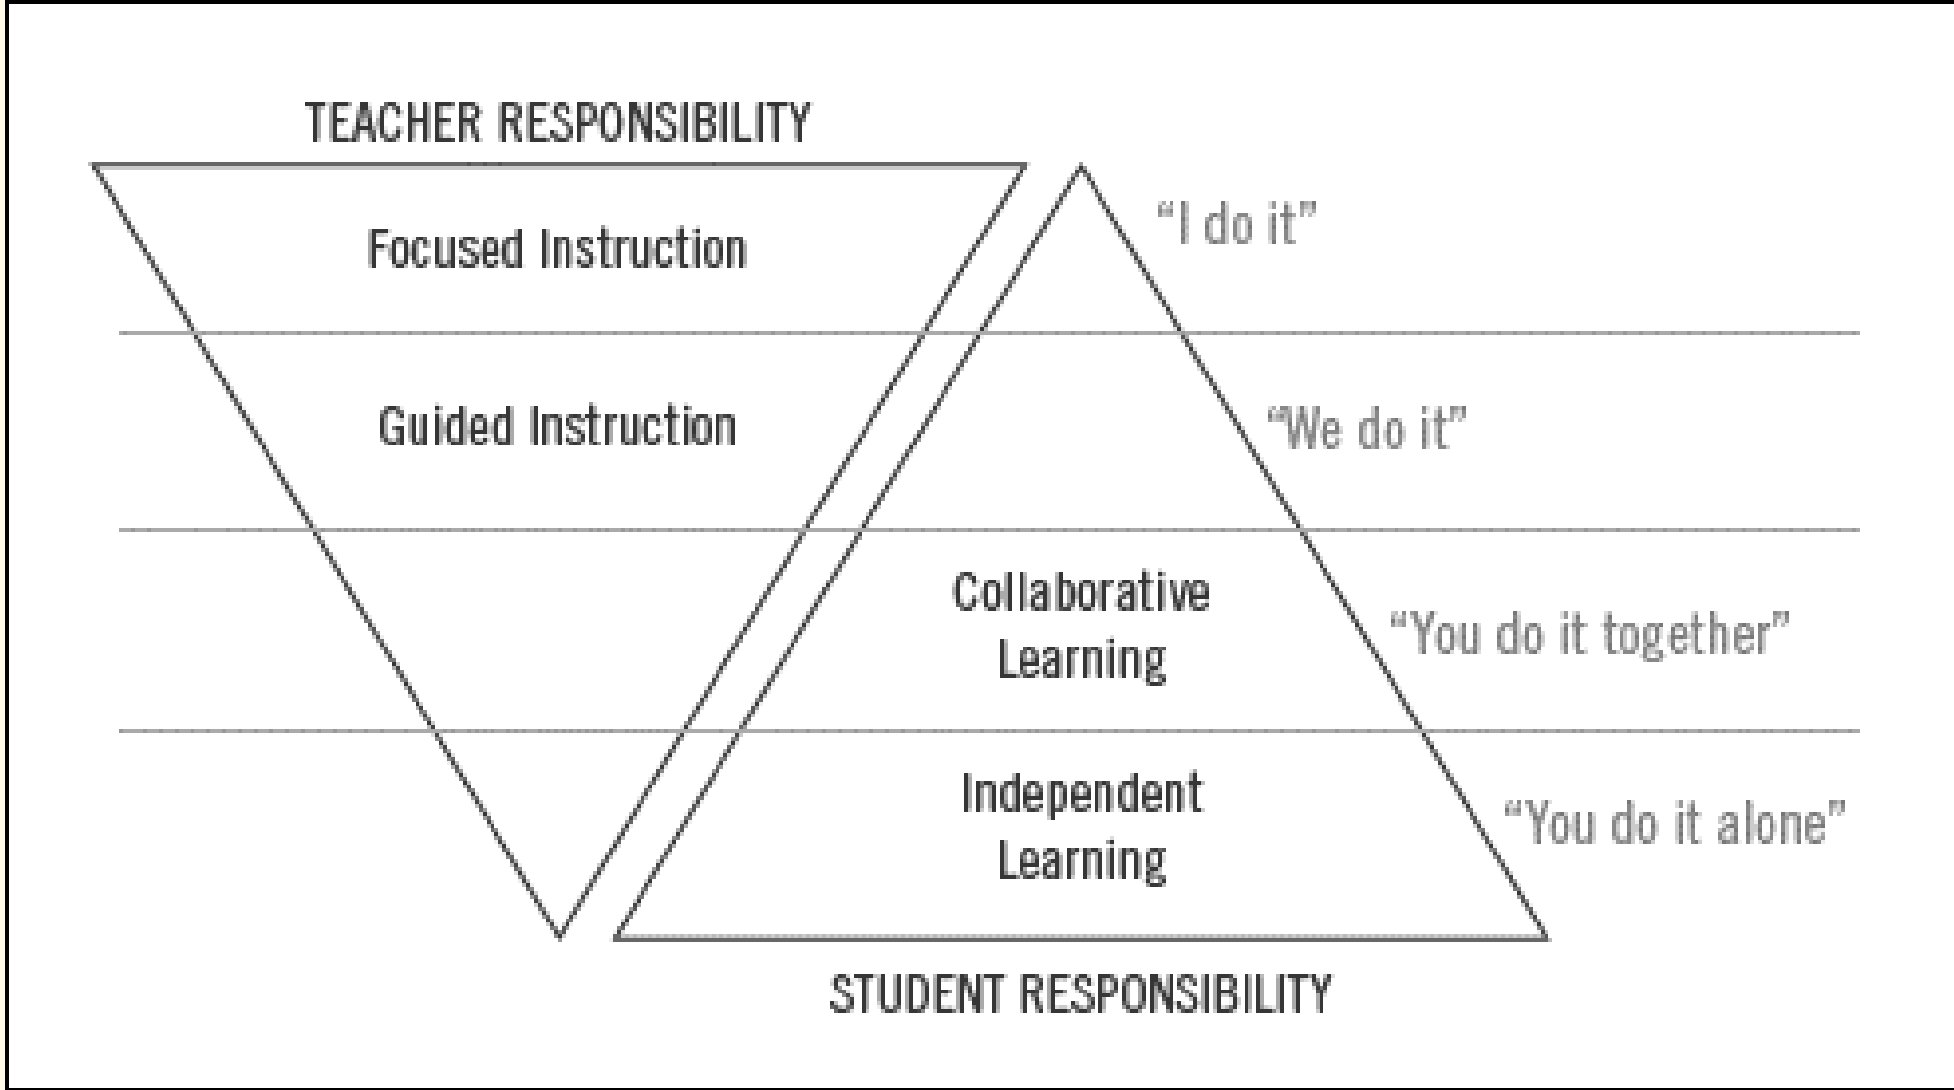 TEACHER RESPONSIBILITY
Focused Instruction
“I do it”
Guided Instruction
“We do it”
Collaborative
Learning
“You do it together”
Independent
Learning
“You do it alone”
STUDENT RESPONSIBILITY